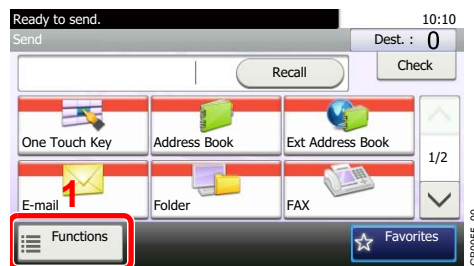 Ready to send. 10:10
Send Dest. : 0
Recall Check
One Touch Key Address Book Ext Address Book
1/2
E-mail Folder FAX
1
Functions Favorites